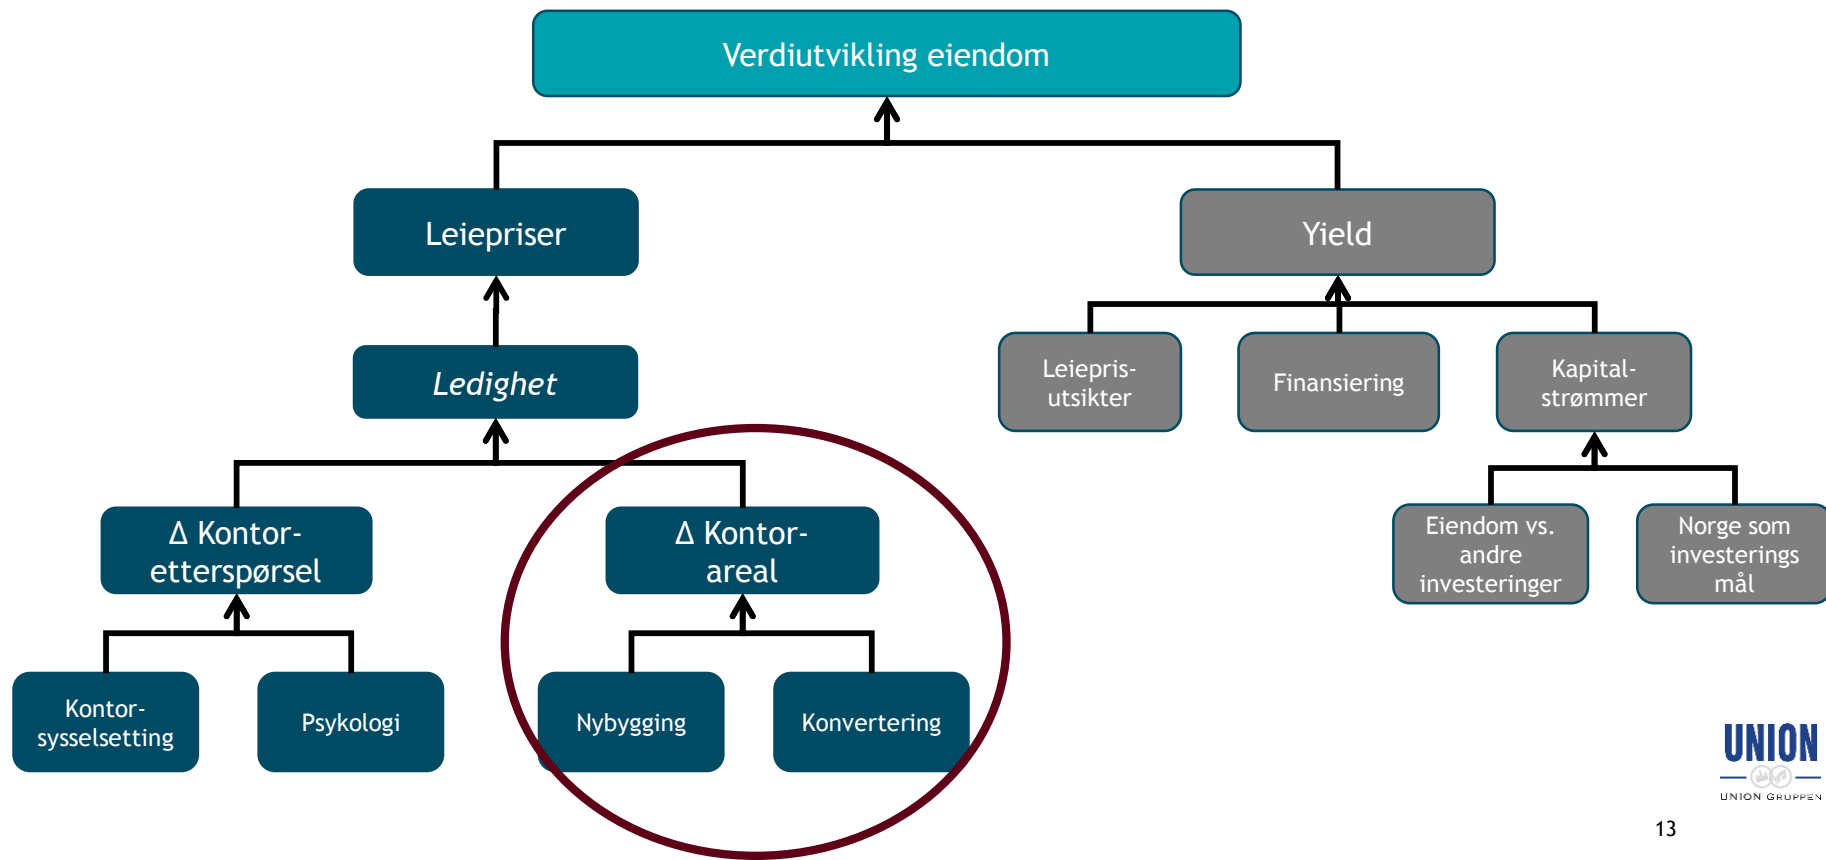 Verdiutvikling eiendom
Leiepriser
Yield
Ledighet
Leiepris-
utsikter
Finansiering
Kapital-
strømmer
Δ Kontor-
etterspørsel
Δ Kontor-
areal
Eiendom vs.
andre
investeringer
Norge som
investerings
mål
Kontor-
sysselsetting
Psykologi
Nybygging
Konvertering
UNION
UNION GRUPPEN
13